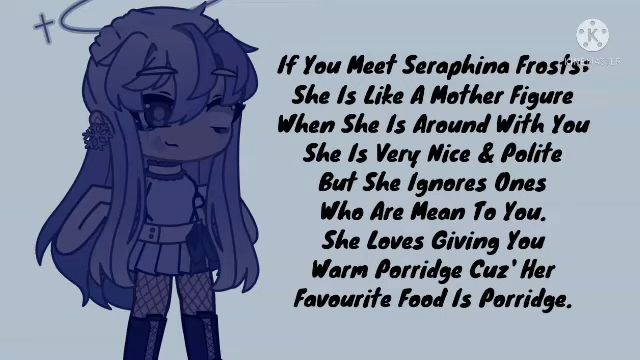 If You Meet Seraphina Frosts;
She Is Like A Mother Figure
When She Is Around With You
She Is Very Nice & Polite
But She Ignores Ones
Who Are Mean To You.
She Loves Giving You
Warm Porridge Cuz' Her
Favourite Food Is Porridge.
K
KINEMASTER